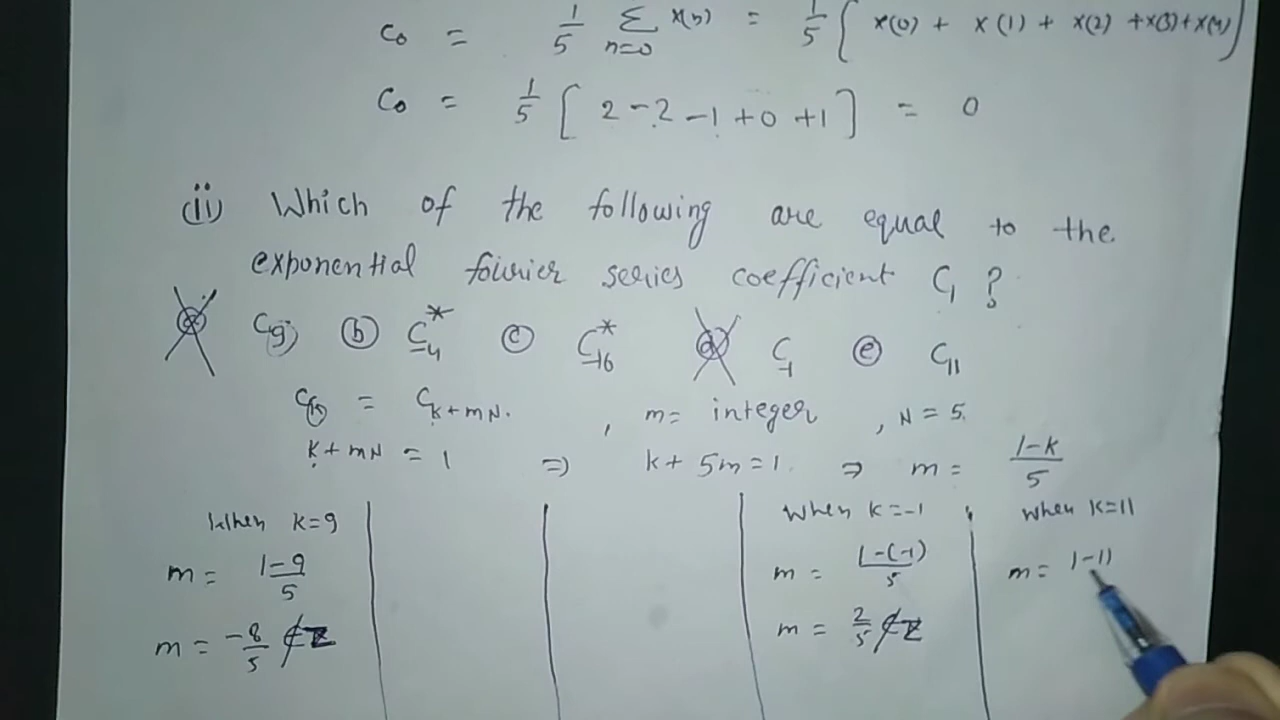 C₀ = 1/5 Σ n=0 x(n) = 1/5 [ x(0) + x(1) + x(2) + x(3) + x(4) ]
C₀ = 1/5 [ 2 - 2 - 1 + 0 + 1 ] = 0
(ii) Which of the following are equal to the
exponential fourier series coefficient C₁ ?
(a) C₉, (b) C₋₄* (c) C₋₁₆* (d) C₋₁ (e) C₁₁
Cₖ = C k+mN. , m = integer , N = 5.
k + mN = 1 ⇒ k + 5m = 1. ⇒ m = 1-k/5
When k=9 When k=-1 When k=11
m = 1-9/5 m = 1-(-1)/5 m = 1-11
m = -8/5 ∉ Z m = 2/5 ∉ Z